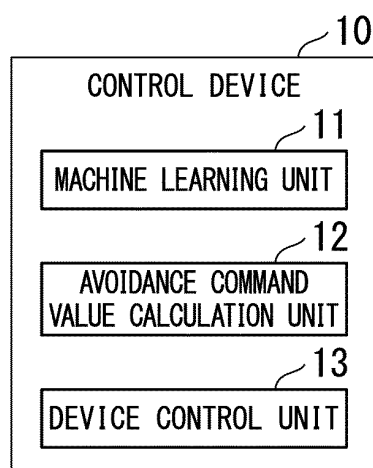 10
CONTROL DEVICE
11
MACHINE LEARNING UNIT
12
AVOIDANCE COMMAND
VALUE CALCULATION UNIT
13
DEVICE CONTROL UNIT